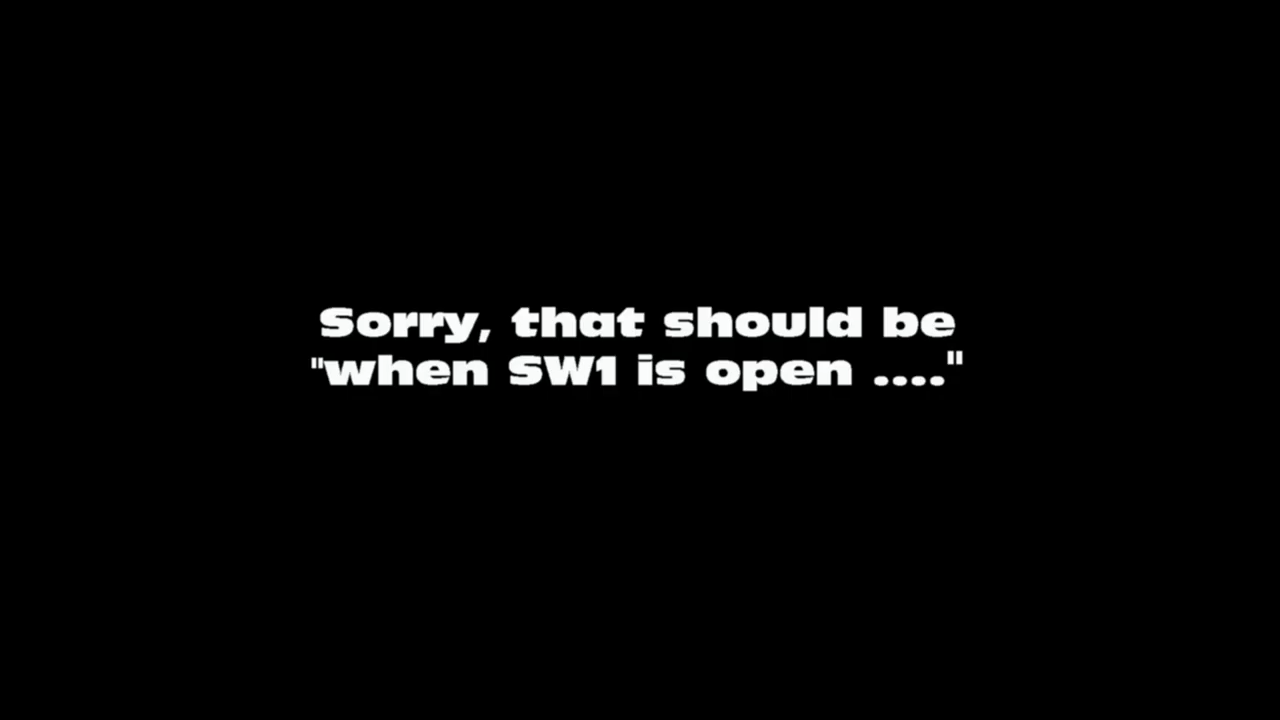 Sorry, that should be
"when SW1 is open ...."